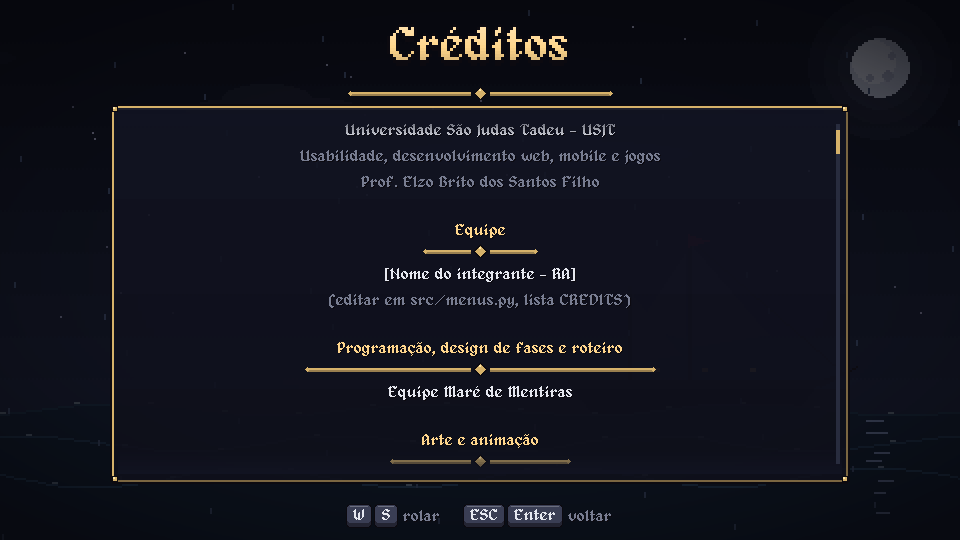 Créditos
Universidade São Judas Tadeu - USJT
Usabilidade, desenvolvimento web, mobile e jogos
Prof. Elzo Brito dos Santos Filho
Equipe
[Nome do integrante - RA]
(editar em src/menus.py, lista CREDITS)
Programação, design de fases e roteiro
Equipe Maré de Mentiras
Arte e animação
W S rolar ESC Enter voltar